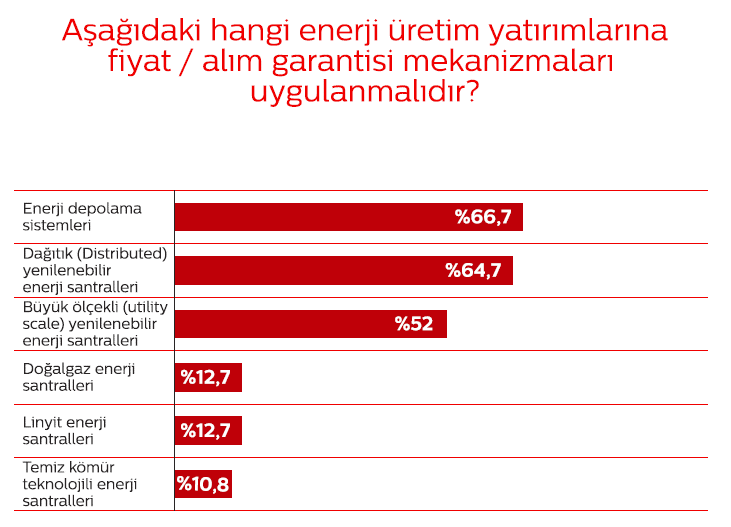 Aşağıdaki hangi enerji üretim yatırımlarına
fiyat / alım garantisi mekanizmaları
uygulanmalıdır?
Enerji depolama
sistemleri
%66,7
Dağıtık (Distributed)
yenilenebilir
enerji santralleri
%64,7
Büyük ölçekli (utility
scale) yenilenebilir
enerji santralleri
%52
Doğalgaz enerji
santralleri
%12,7
Linyit enerji
santralleri
%12,7
Temiz kömür
teknolojili enerji
santralleri
%10,8